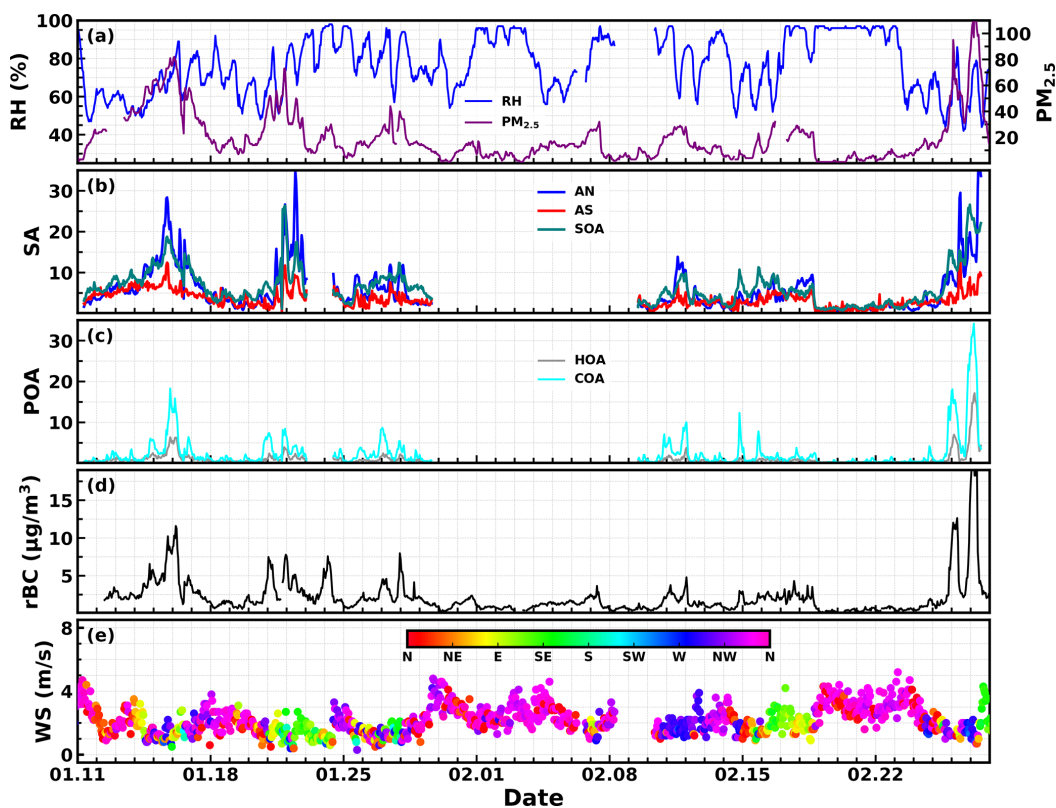 (a)
RH (%)
100
80
60
40
RH
PM2.5
100
80
60
40
20
PM2.5
(b)
SA
30
20
10
AN
AS
SOA
(c)
POA
30
20
10
HOA
COA
(d)
rBC (μg/m³)
15
10
5
(e)
WS (m/s)
8
4
0
N NE E SE S SW W NW N
01.11 01.18 01.25 02.01 02.08 02.15 02.22
Date